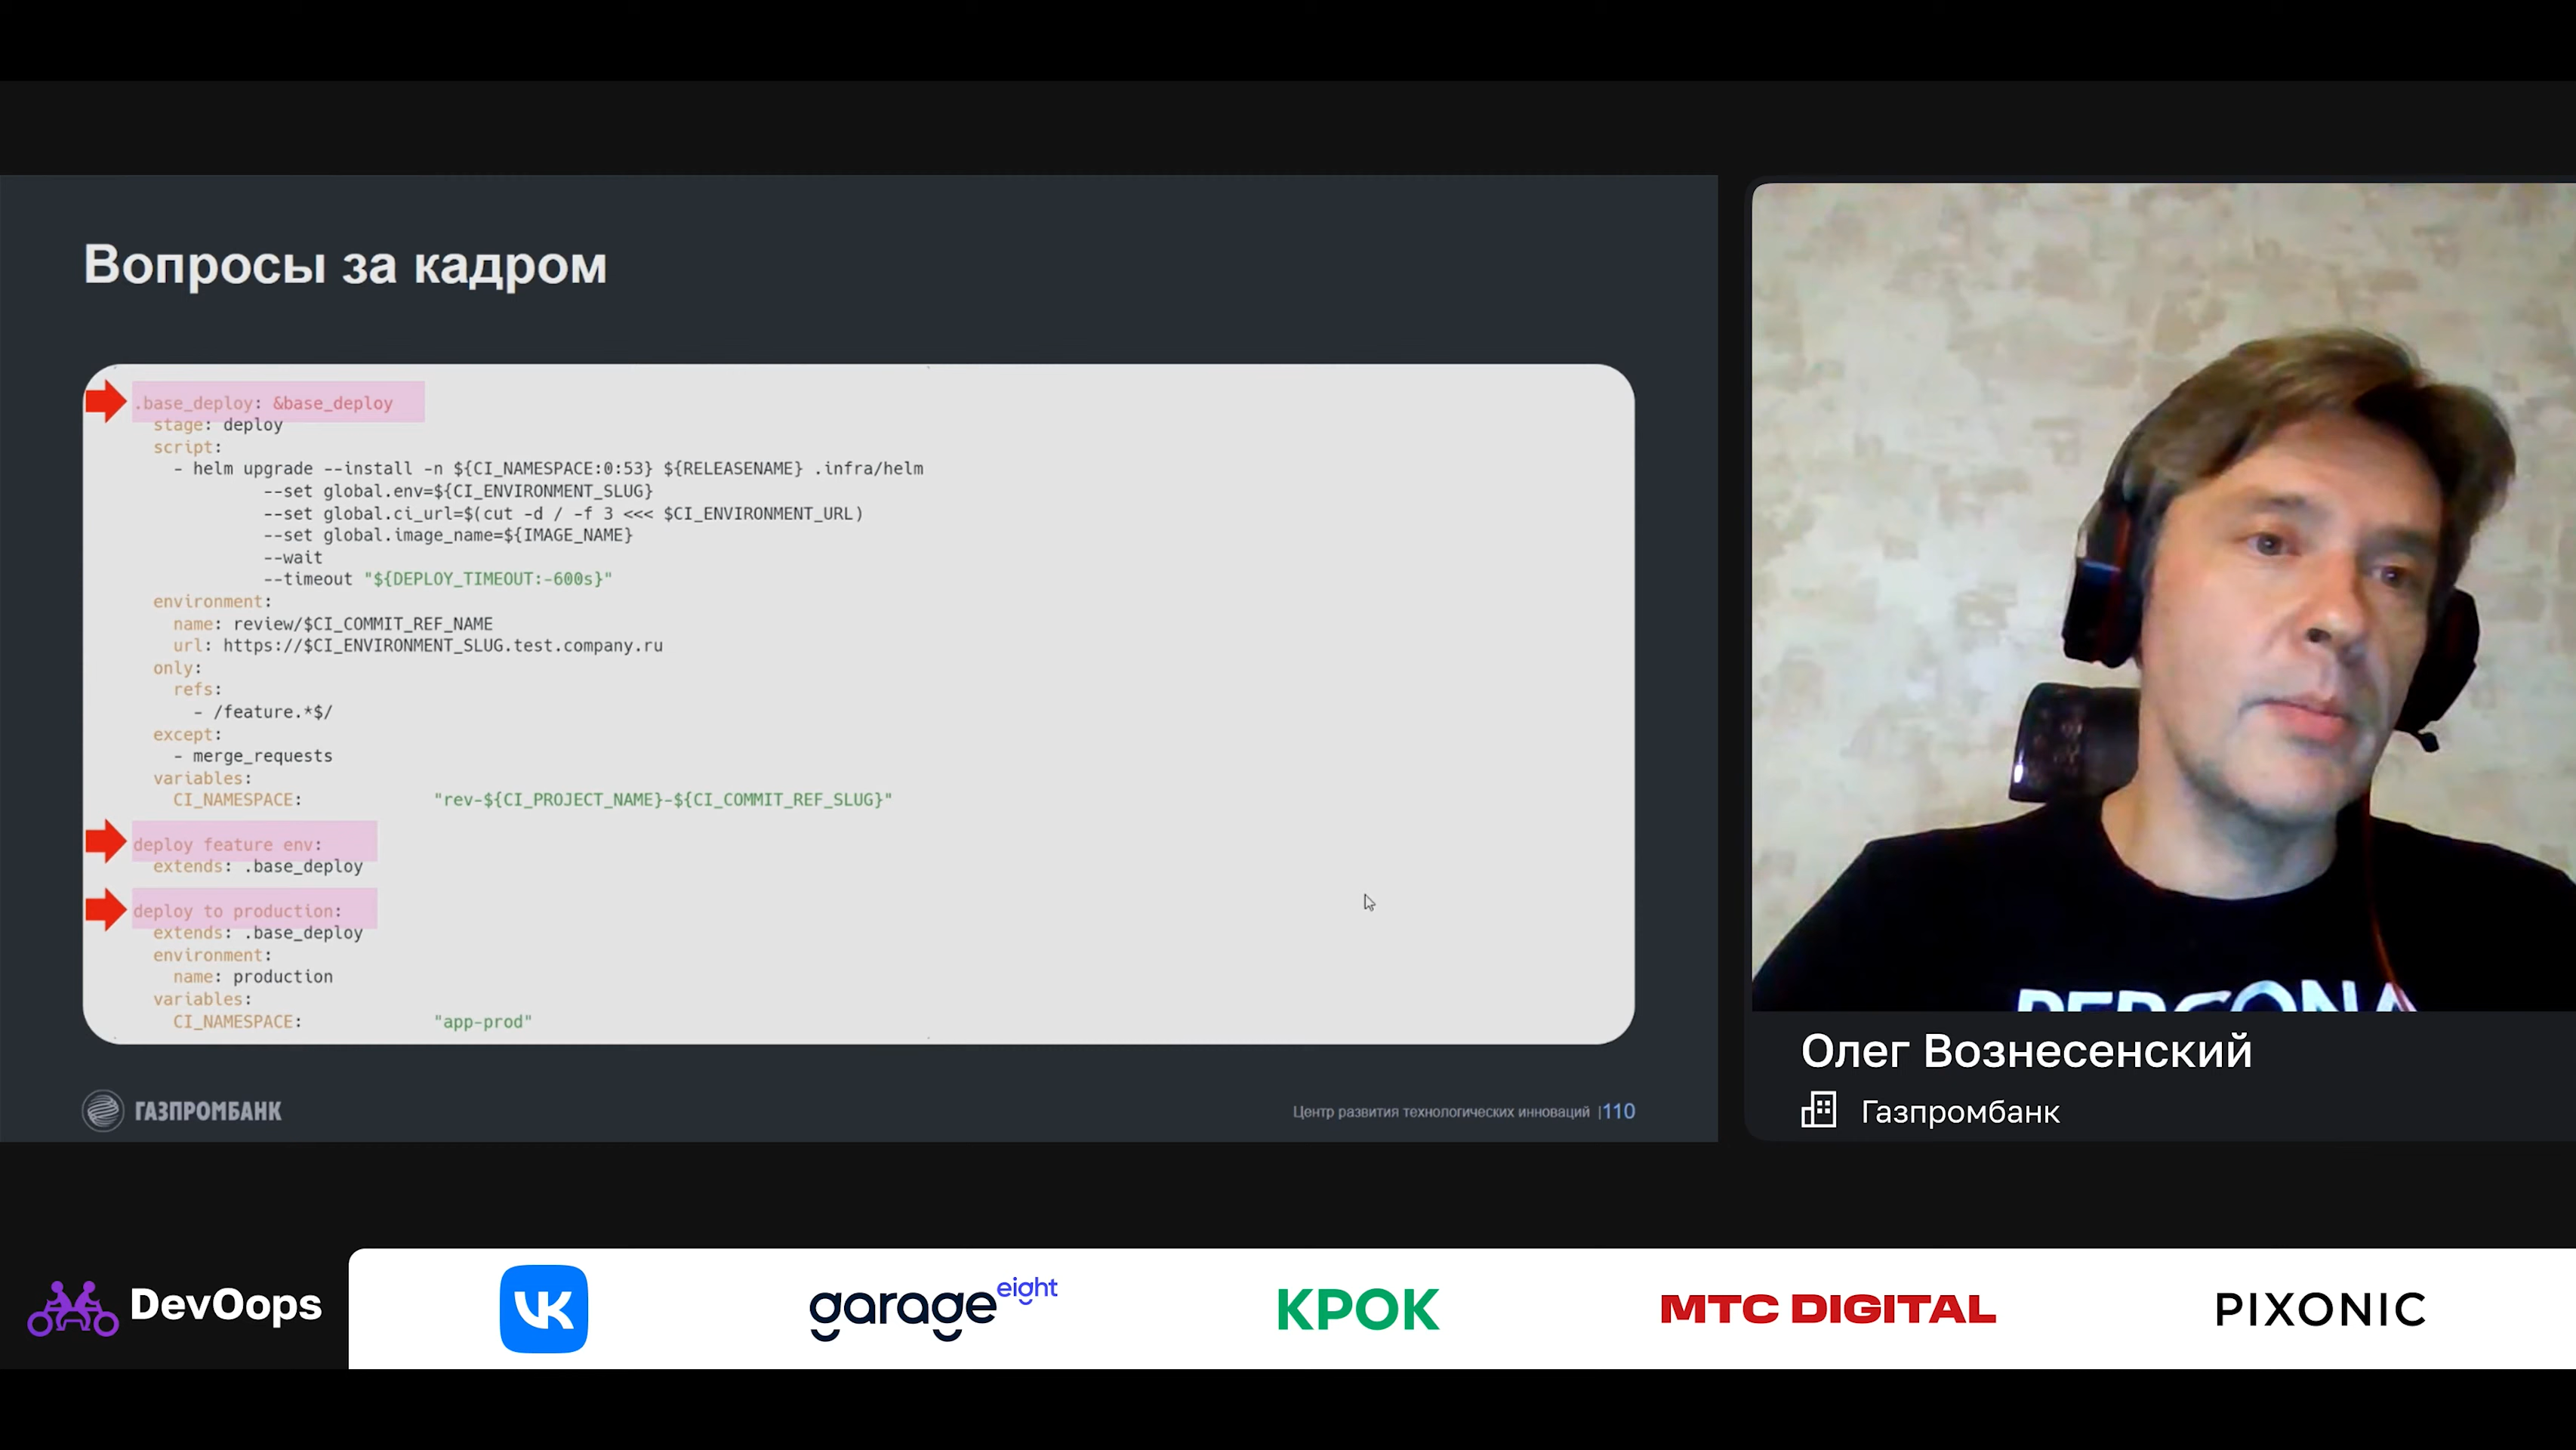 Вопросы за кадром
.base_deploy: &base_deploy
stage: deploy
script:
- helm upgrade --install -n ${CI_NAMESPACE:0:53} ${RELEASENAME} .infra/helm
--set global.env=${CI_ENVIRONMENT_SLUG}
--set global.ci_url=$(cut -d / -f 3 <<< $CI_ENVIRONMENT_URL)
--set global.image_name=${IMAGE_NAME}
--wait
--timeout "${DEPLOY_TIMEOUT:-600s}"
environment:
name: review/$CI_COMMIT_REF_NAME
url: https://$CI_ENVIRONMENT_SLUG.test.company.ru
only:
refs:
- /feature.*$/
except:
- merge_requests
variables:
CI_NAMESPACE: "rev-${CI_PROJECT_NAME}-${CI_COMMIT_REF_SLUG}"
deploy feature env:
extends: .base_deploy
deploy to production:
extends: .base_deploy
environment:
name: production
variables:
CI_NAMESPACE: "app-prod"
ГАЗПРОМБАНК
Центр развития технологических инноваций |110
Олег Вознесенский
Газпромбанк
DevOops
VK
garage eight
КРОК
МТС DIGITAL
PIXONIC